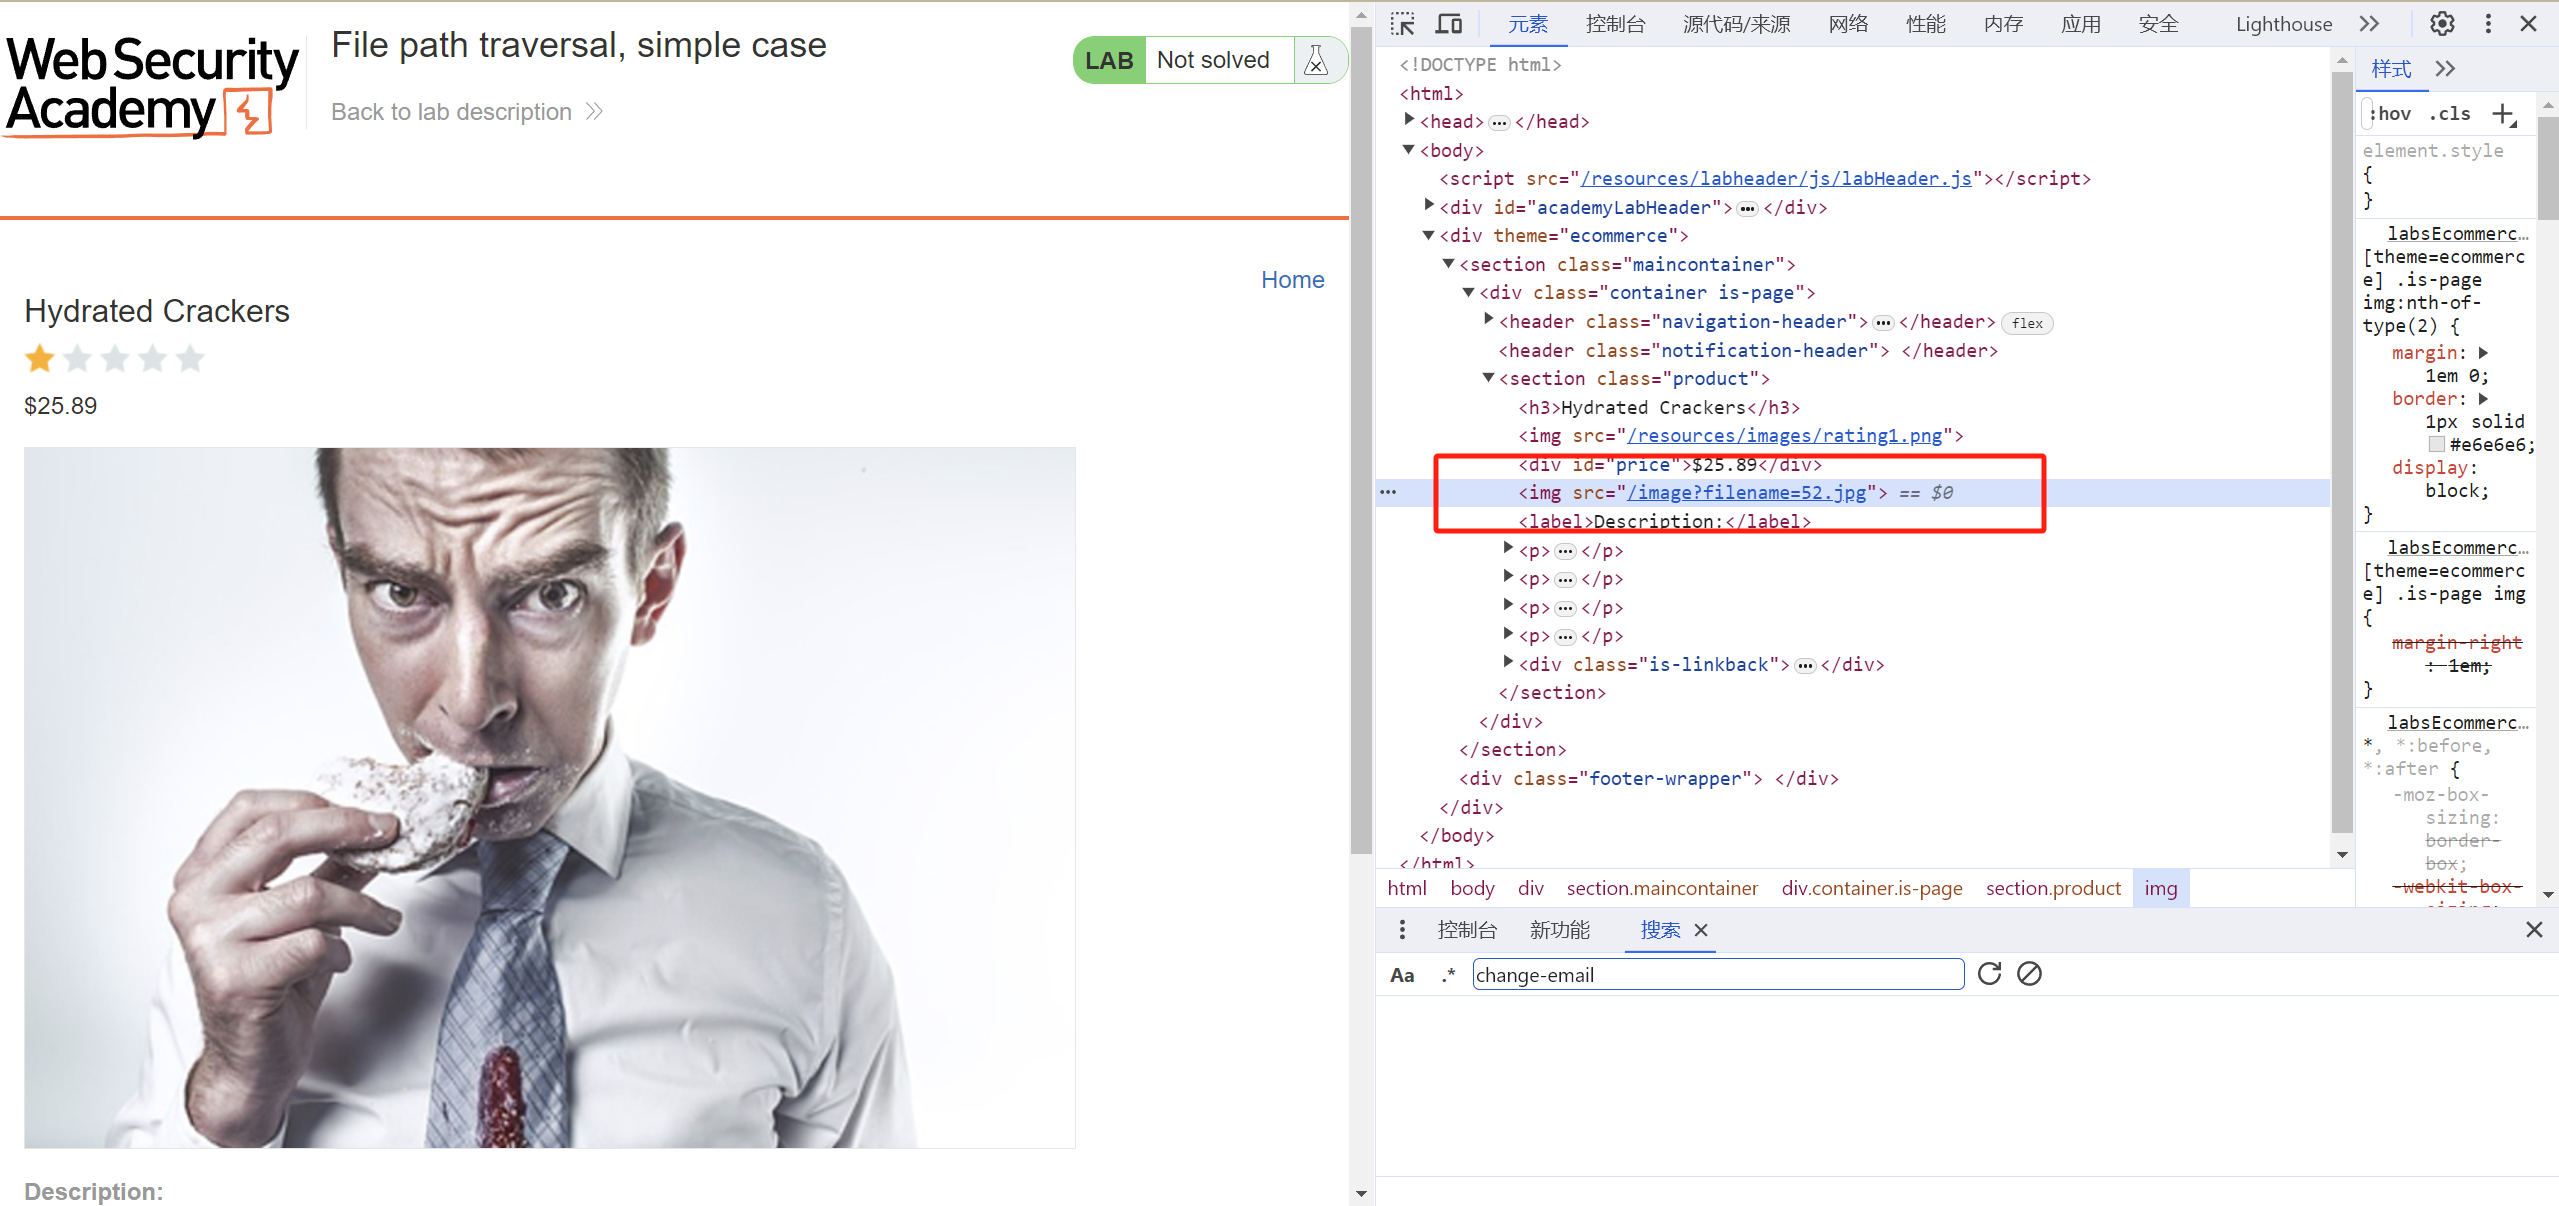 Web Security
Academy
File path traversal, simple case
Back to lab description
LAB Not solved
Home
Hydrated Crackers
$25.89
Description:
元素 控制台 源代码/来源 网络 性能 内存 应用 安全 Lighthouse
<!DOCTYPE html>
<html>
<head> ⋯ </head>
<body>
<script src="/resources/labheader/js/labHeader.js"></script>
<div id="academyLabHeader"> ⋯ </div>
<div theme="ecommerce">
<section class="maincontainer">
<div class="container is-page">
<header class="navigation-header"> ⋯ </header> flex
<header class="notification-header"> </header>
<section class="product">
<h3>Hydrated Crackers</h3>
<img src="/resources/images/rating1.png">
<div id="price">$25.89</div>
<img src="/image?filename=52.jpg"> == $0
<label>Description:</label>
<p> ⋯ </p>
<p> ⋯ </p>
<p> ⋯ </p>
<p> ⋯ </p>
<div class="is-linkback"> ⋯ </div>
</section>
</div>
</section>
<div class="footer-wrapper"> </div>
</div>
</body>
</html>
html body div section.maincontainer div.container.is-page section.product img
控制台 新功能 搜索
Aa .* change-email
样式
:hov .cls
element.style
{
}
labsEcommerc…
[theme=ecommerc
e] .is-page
img:nth-of-
type(2) {
margin:
1em 0;
border:
1px solid
#e6e6e6;
display:
block;
}
labsEcommerc…
[theme=ecommerc
e] .is-page img
{
margin-right
: 1em;
}
labsEcommerc…
*, *:before,
*:after {
-moz-box-
sizing:
border-
box;
-webkit-box-
sizing: